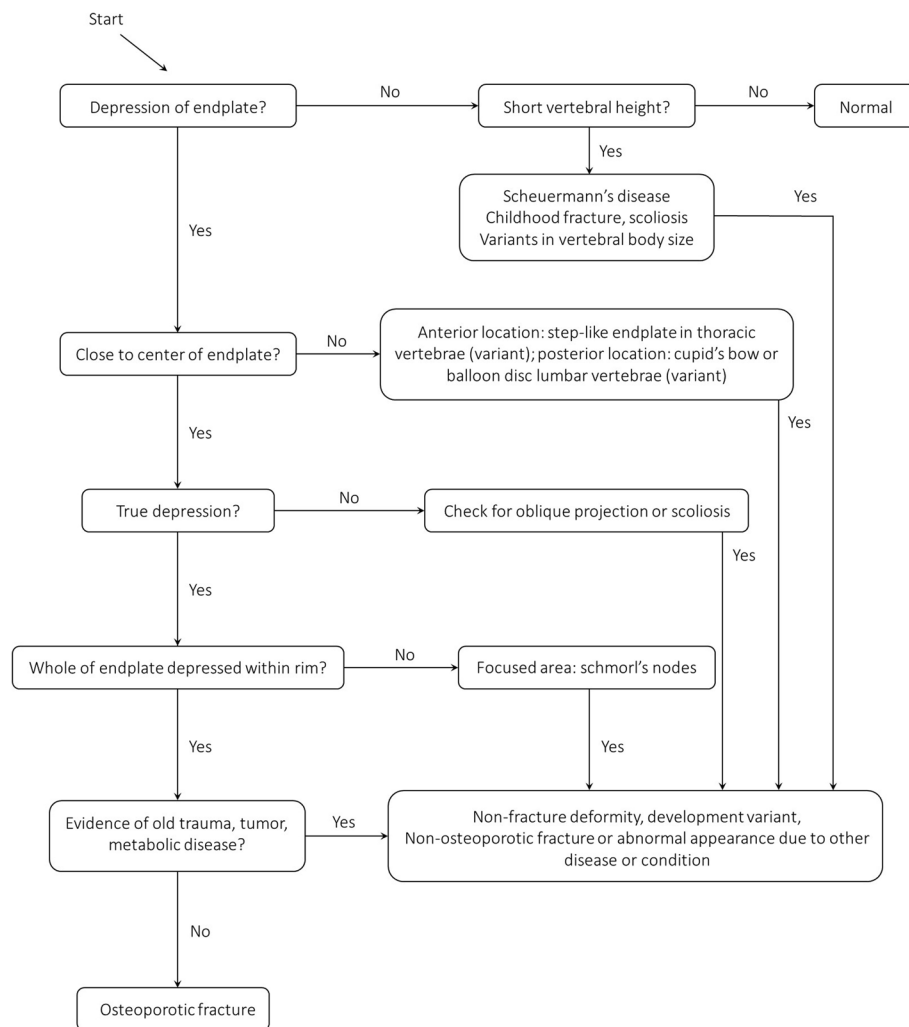 Start
Depression of endplate?
No
Short vertebral height?
No
Normal
Yes
Yes
Scheuermann's disease
Childhood fracture, scoliosis
Variants in vertebral body size
Yes
Close to center of endplate?
No
Anterior location: step-like endplate in thoracic
vertebrae (variant); posterior location: cupid's bow or
balloon disc lumbar vertebrae (variant)
Yes
Yes
True depression?
No
Check for oblique projection or scoliosis
Yes
Yes
Whole of endplate depressed within rim?
No
Focused area: schmorl's nodes
Yes
Yes
Evidence of old trauma, tumor,
metabolic disease?
Yes
Non-fracture deformity, development variant,
Non-osteoporotic fracture or abnormal appearance due to other
disease or condition
No
Osteoporotic fracture